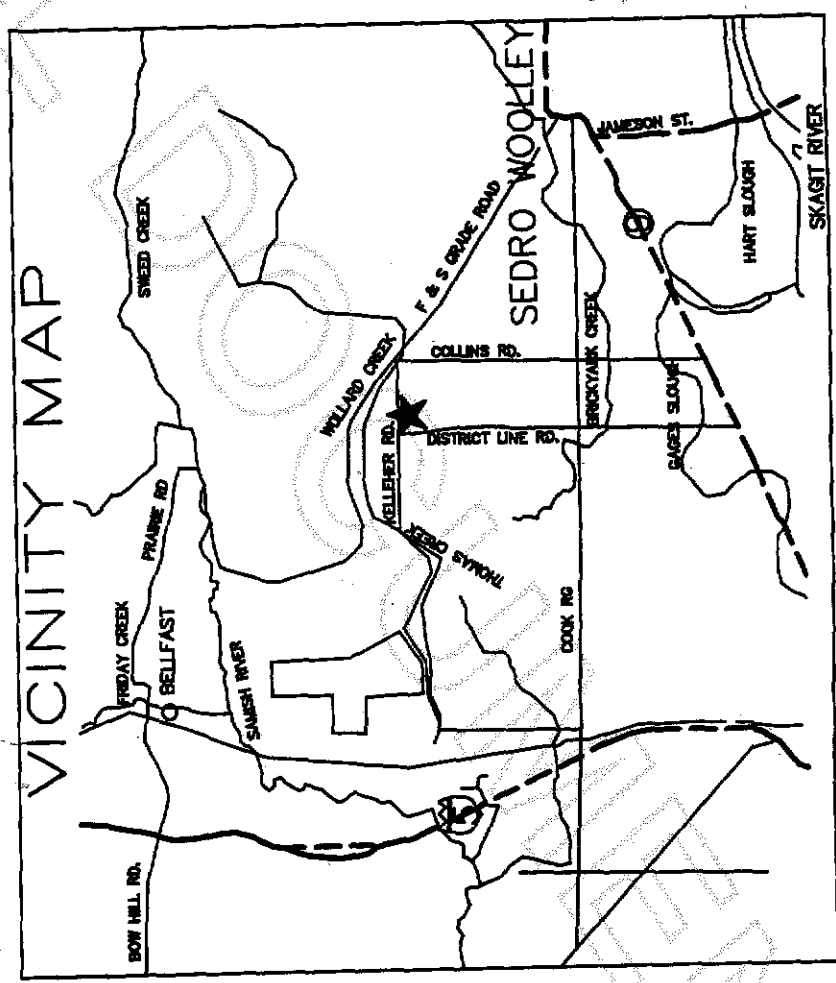 VICINITY MAP
SWEED CREEK
PRAIRIE RD
FRIDAY CREEK
BELLFAST
SAMISH RIVER
BOW HILL RD.
WOLLARD CREEK
F & S GRADE ROAD
SEDRO WOOLLEY
KELLEHER RD.
COLLINS RD.
DISTRICT LINE RD.
THOMAS CREEK
COOK RG
BRICKYARK CREEK
JAMESON ST.
GAGES SLOUGH
HART SLOUGH
SKAGIT RIVER